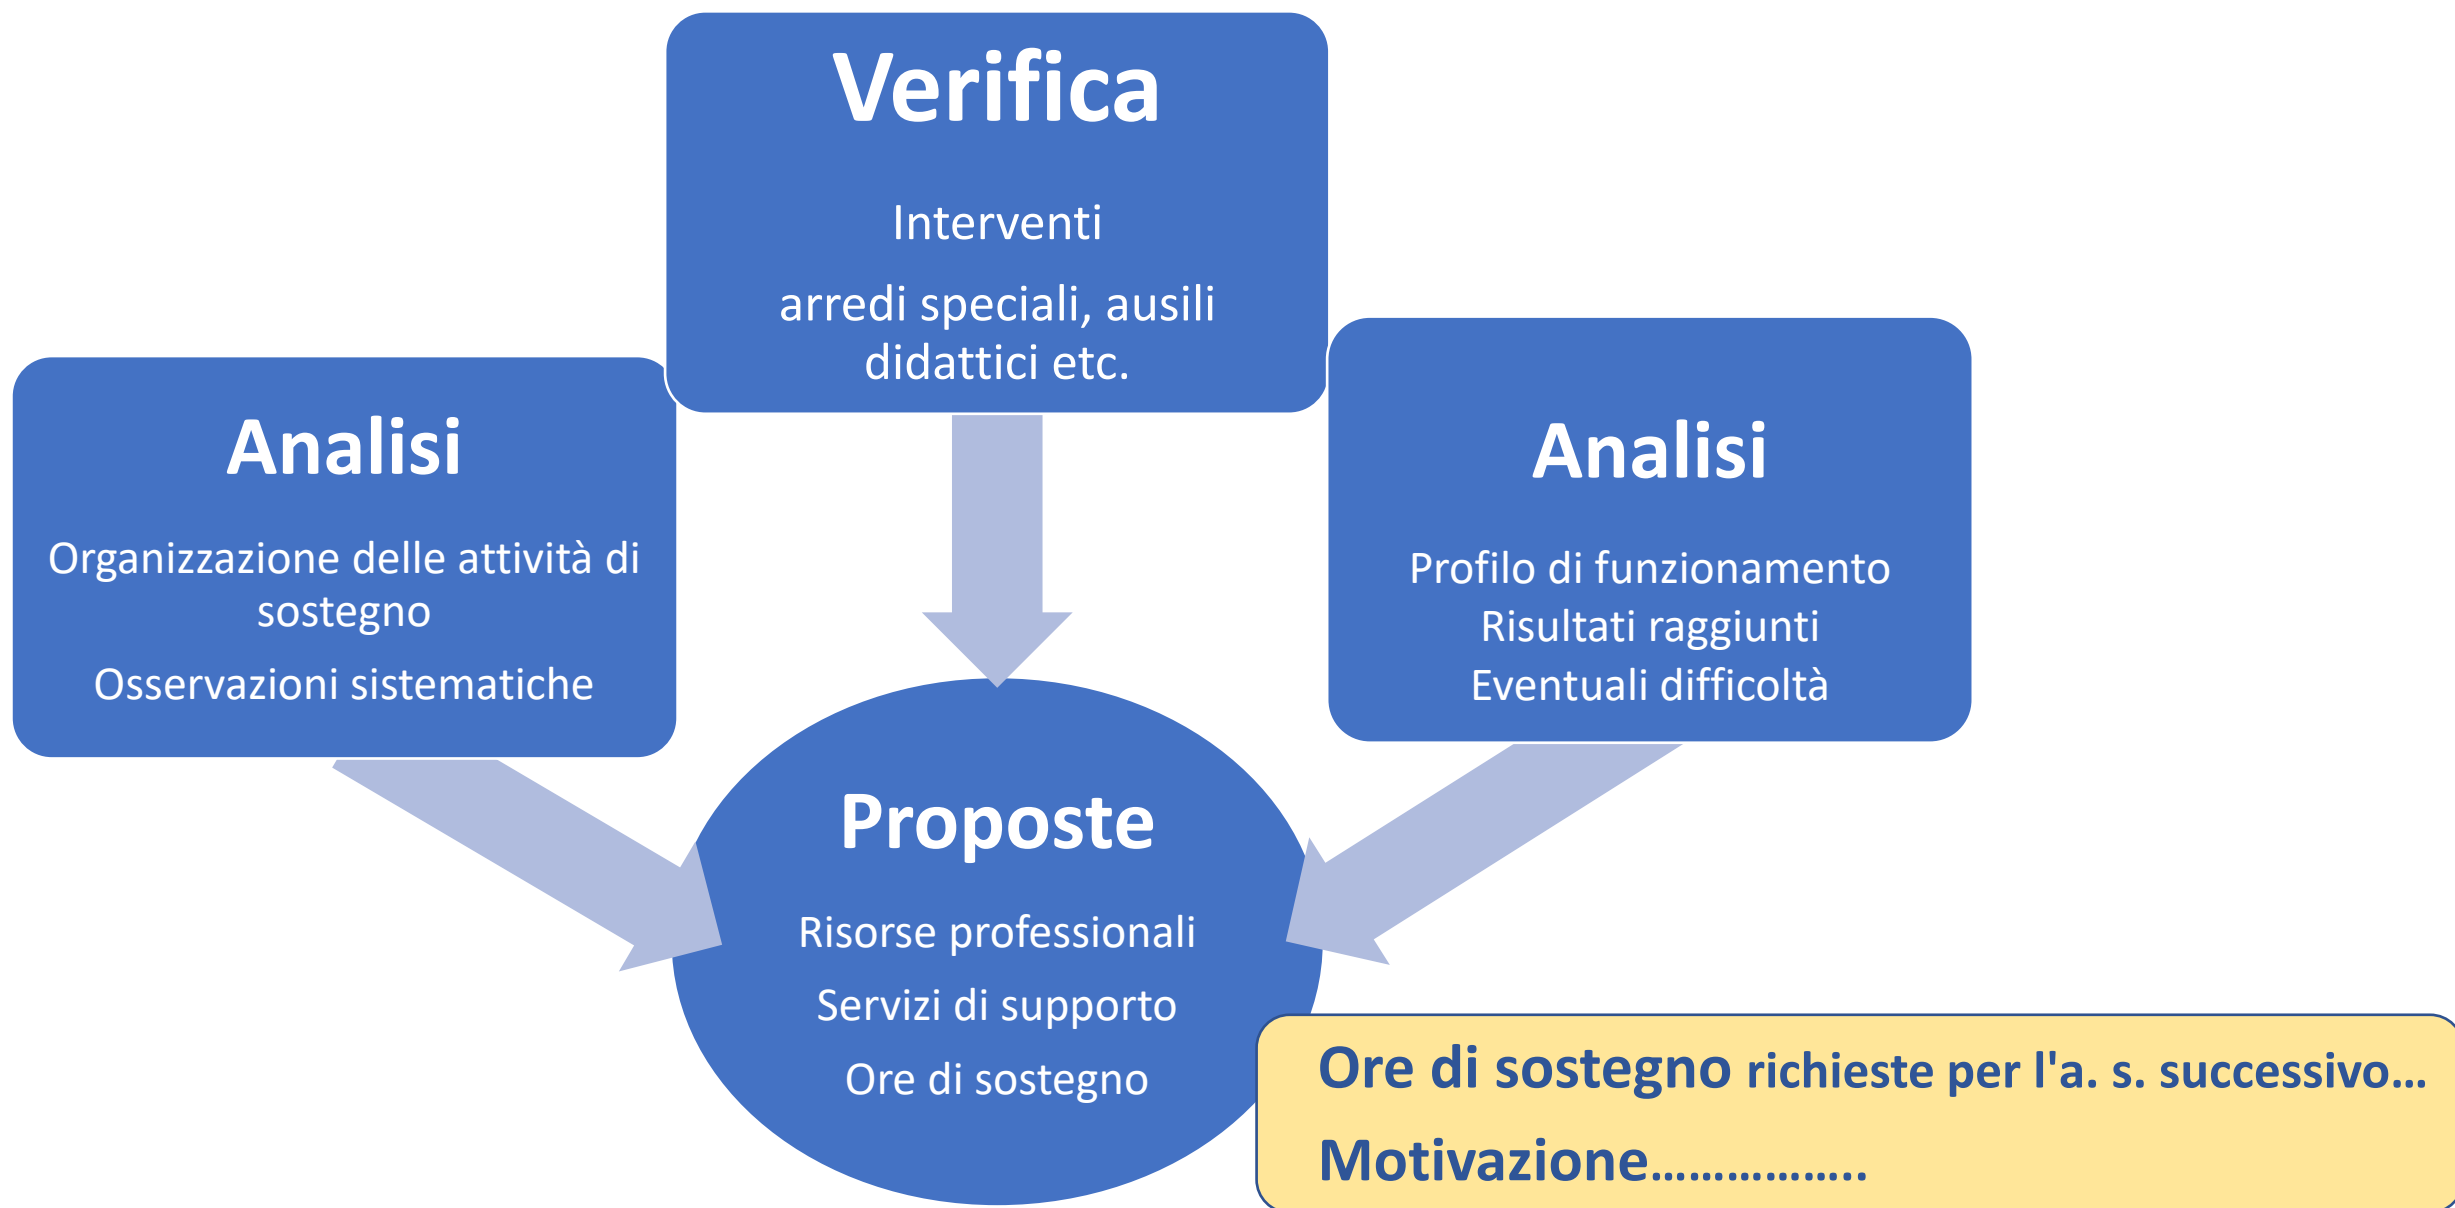 Verifica
Interventi
arredi speciali, ausili
didattici etc.
Analisi
Organizzazione delle attività di
sostegno
Osservazioni sistematiche
Analisi
Profilo di funzionamento
Risultati raggiunti
Eventuali difficoltà
Proposte
Risorse professionali
Servizi di supporto
Ore di sostegno
Ore di sostegno richieste per l'a. s. successivo...
Motivazione.................